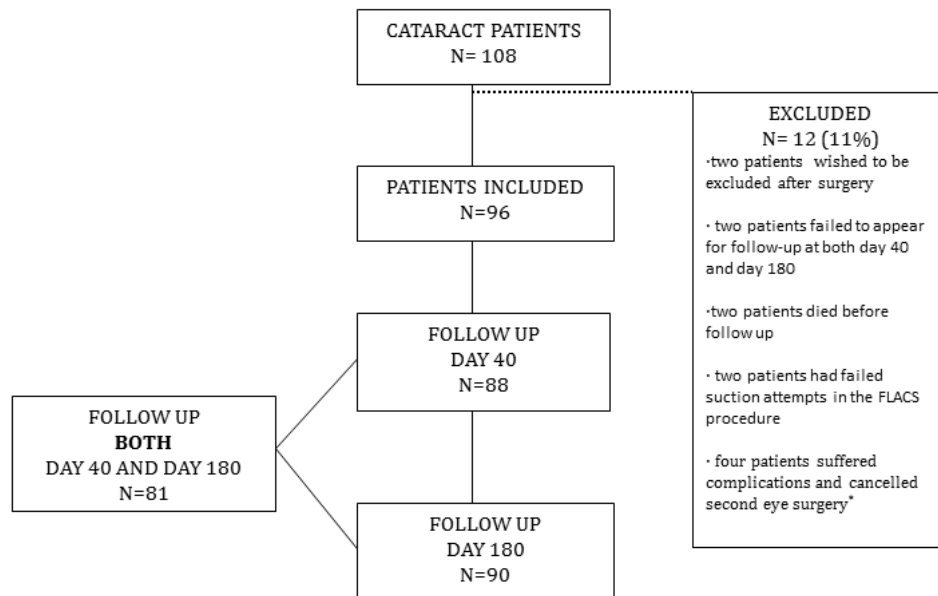 CATARACT PATIENTS
N= 108
EXCLUDED
N= 12 (11%)
·two patients wished to be
excluded after surgery
· two patients failed to appear
for follow-up at both day 40
and day 180
·two patients died before
follow up
· two patients had failed
suction attempts in the FLACS
procedure
· four patients suffered
complications and cancelled
second eye surgery*
PATIENTS INCLUDED
N=96
FOLLOW UP
DAY 40
N=88
FOLLOW UP
BOTH
DAY 40 AND DAY 180
N=81
FOLLOW UP
DAY 180
N=90